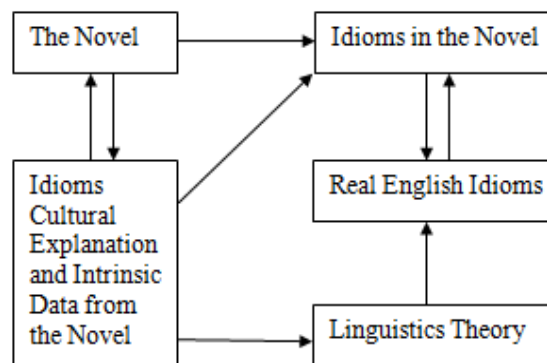 The Novel
Idioms in the Novel
Idioms
Cultural
Explanation
and Intrinsic
Data from
the Novel
Real English Idioms
Linguistics Theory